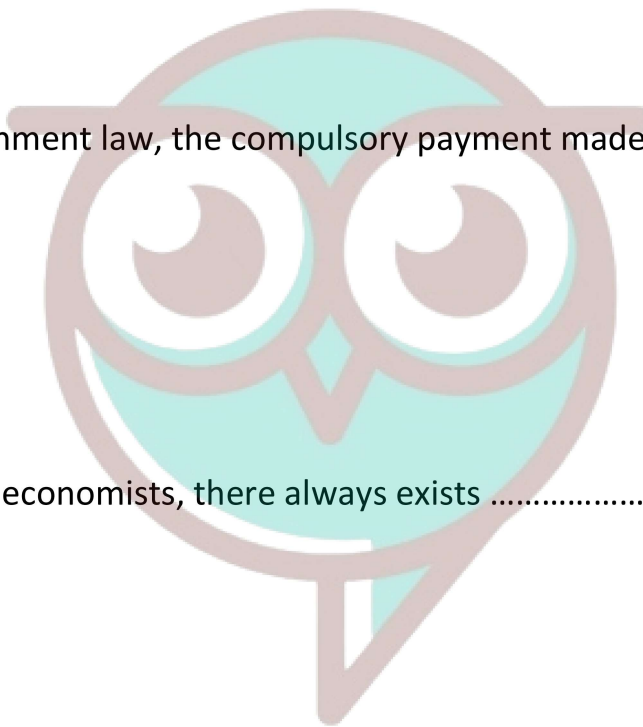 nment law, the compulsory payment made
economists, there always exists ………………